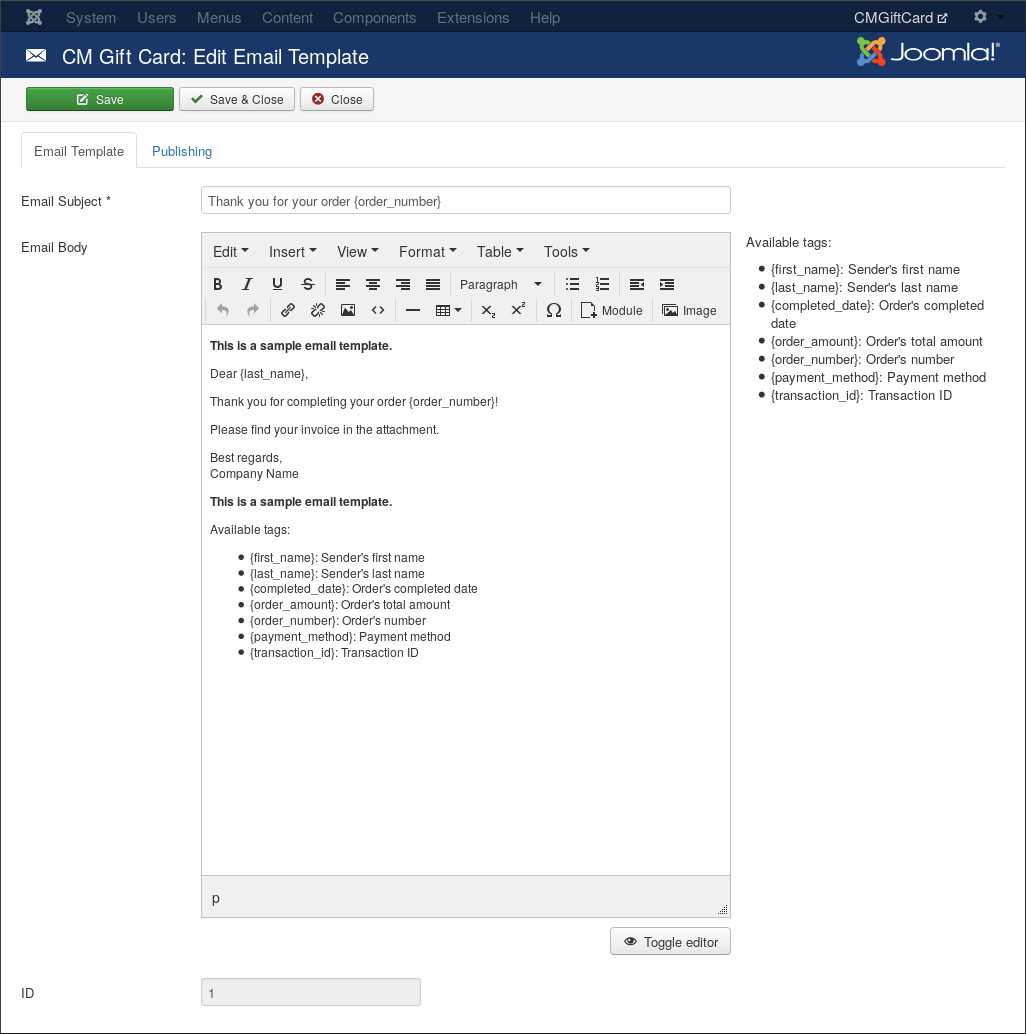 System Users Menus Content Components Extensions Help CMGiftCard
CM Gift Card: Edit Email Template Joomla!®
Save Save & Close Close
Email Template Publishing
Email Subject * Thank you for your order {order_number}
Email Body
Edit Insert View Format Table Tools
B I U S Paragraph
X₂ X² Ω Module Image
This is a sample email template.
Dear {last_name},
Thank you for completing your order {order_number}!
Please find your invoice in the attachment.
Best regards,
Company Name
This is a sample email template.
Available tags:
{first_name}: Sender's first name
{last_name}: Sender's last name
{completed_date}: Order's completed date
{order_amount}: Order's total amount
{order_number}: Order's number
{payment_method}: Payment method
{transaction_id}: Transaction ID
p
Toggle editor
Available tags:
{first_name}: Sender's first name
{last_name}: Sender's last name
{completed_date}: Order's completed
date
{order_amount}: Order's total amount
{order_number}: Order's number
{payment_method}: Payment method
{transaction_id}: Transaction ID
ID 1